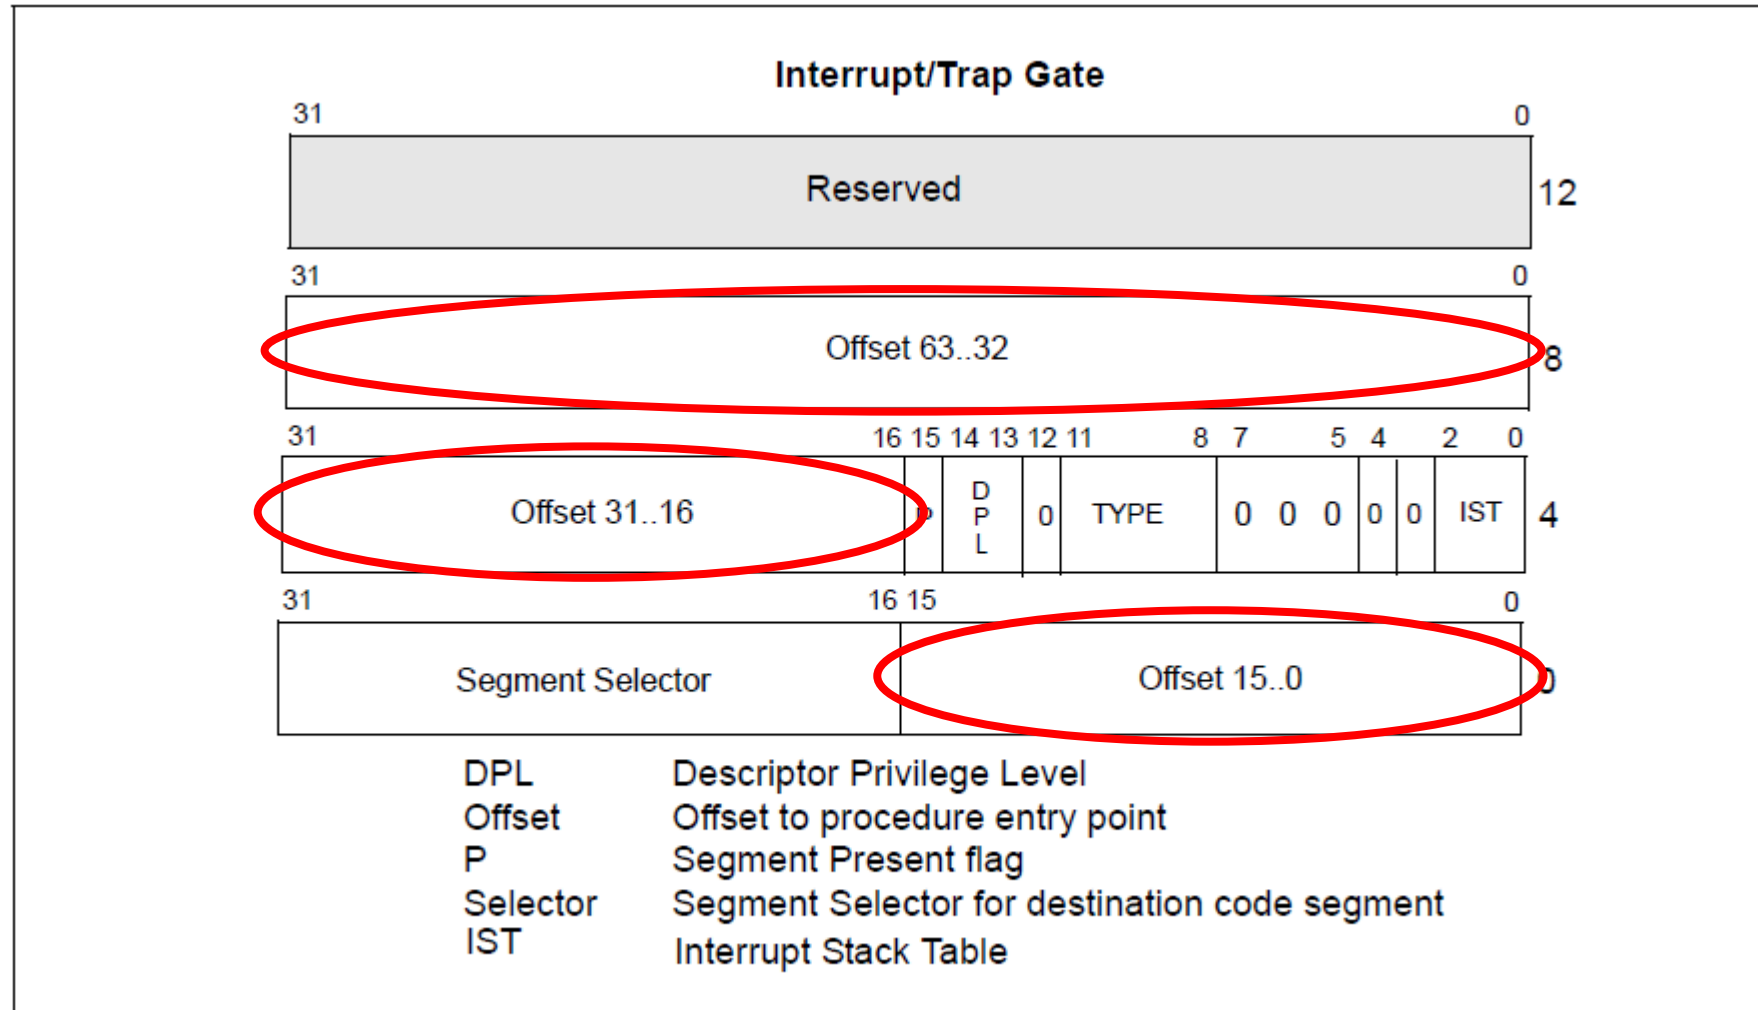 Interrupt/Trap Gate
31 0
Reserved 12
31 0
Offset 63..32 8
31 16 15 14 13 12 11 8 7 5 4 2 0
Offset 31..16 P DPL 0 TYPE 0 0 0 0 0 IST 4
31 16 15 0
Segment Selector Offset 15..0 0
DPL Descriptor Privilege Level
Offset Offset to procedure entry point
P Segment Present flag
Selector Segment Selector for destination code segment
IST Interrupt Stack Table